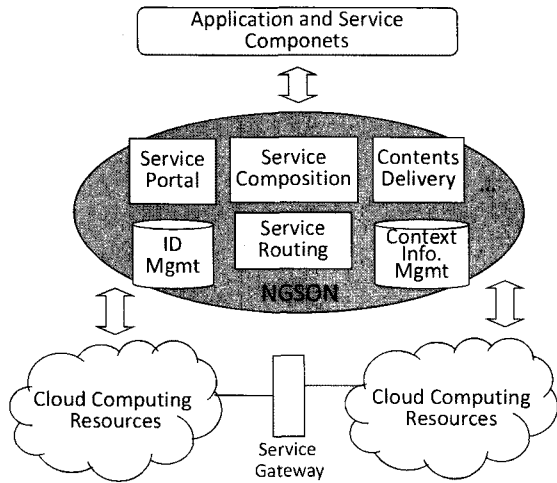 Application and Service
Componets
Service
Portal
Service
Composition
Contents
Delivery
...
ID
Mgmt
Service
Routing
Context
Info.
Mgmt
NGSON
Cloud Computing
Resources
Service
Gateway
Cloud Computing
Resources